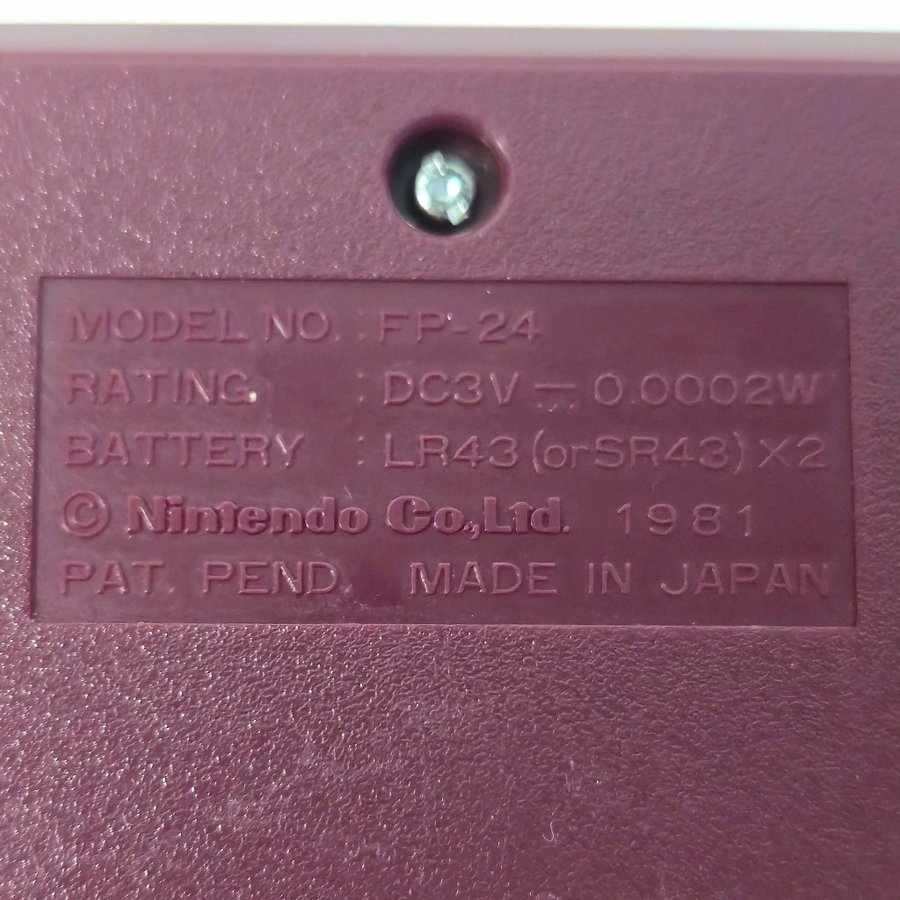 MODEL NO. : FP-24
RATING : DC3V ⎓ 0.0002W
BATTERY : LR43 (or SR43) X2
© Nintendo Co.,Ltd. 1981
PAT. PEND. MADE IN JAPAN